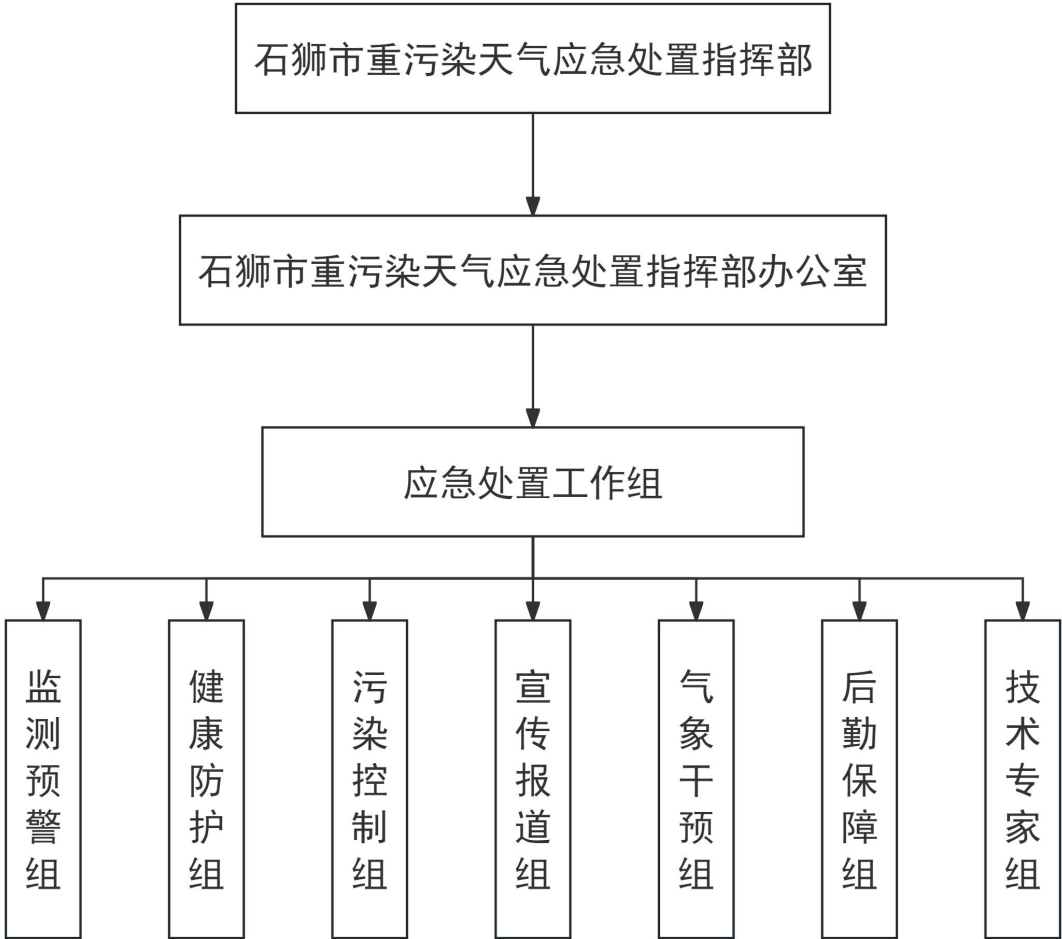 石狮市重污染天气应急处置指挥部
石狮市重污染天气应急处置指挥部办公室
应急处置工作组
监测预警组
健康防护组
污染控制组
宣传报道组
气象干预组
后勤保障组
技术专家组